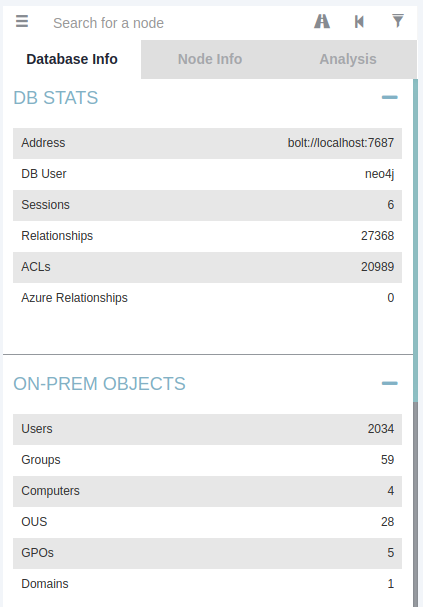 Search for a node
Database Info Node Info Analysis
DB STATS
Address bolt://localhost:7687
DB User neo4j
Sessions 6
Relationships 27368
ACLs 20989
Azure Relationships 0
ON-PREM OBJECTS
Users 2034
Groups 59
Computers 4
OUS 28
GPOs 5
Domains 1